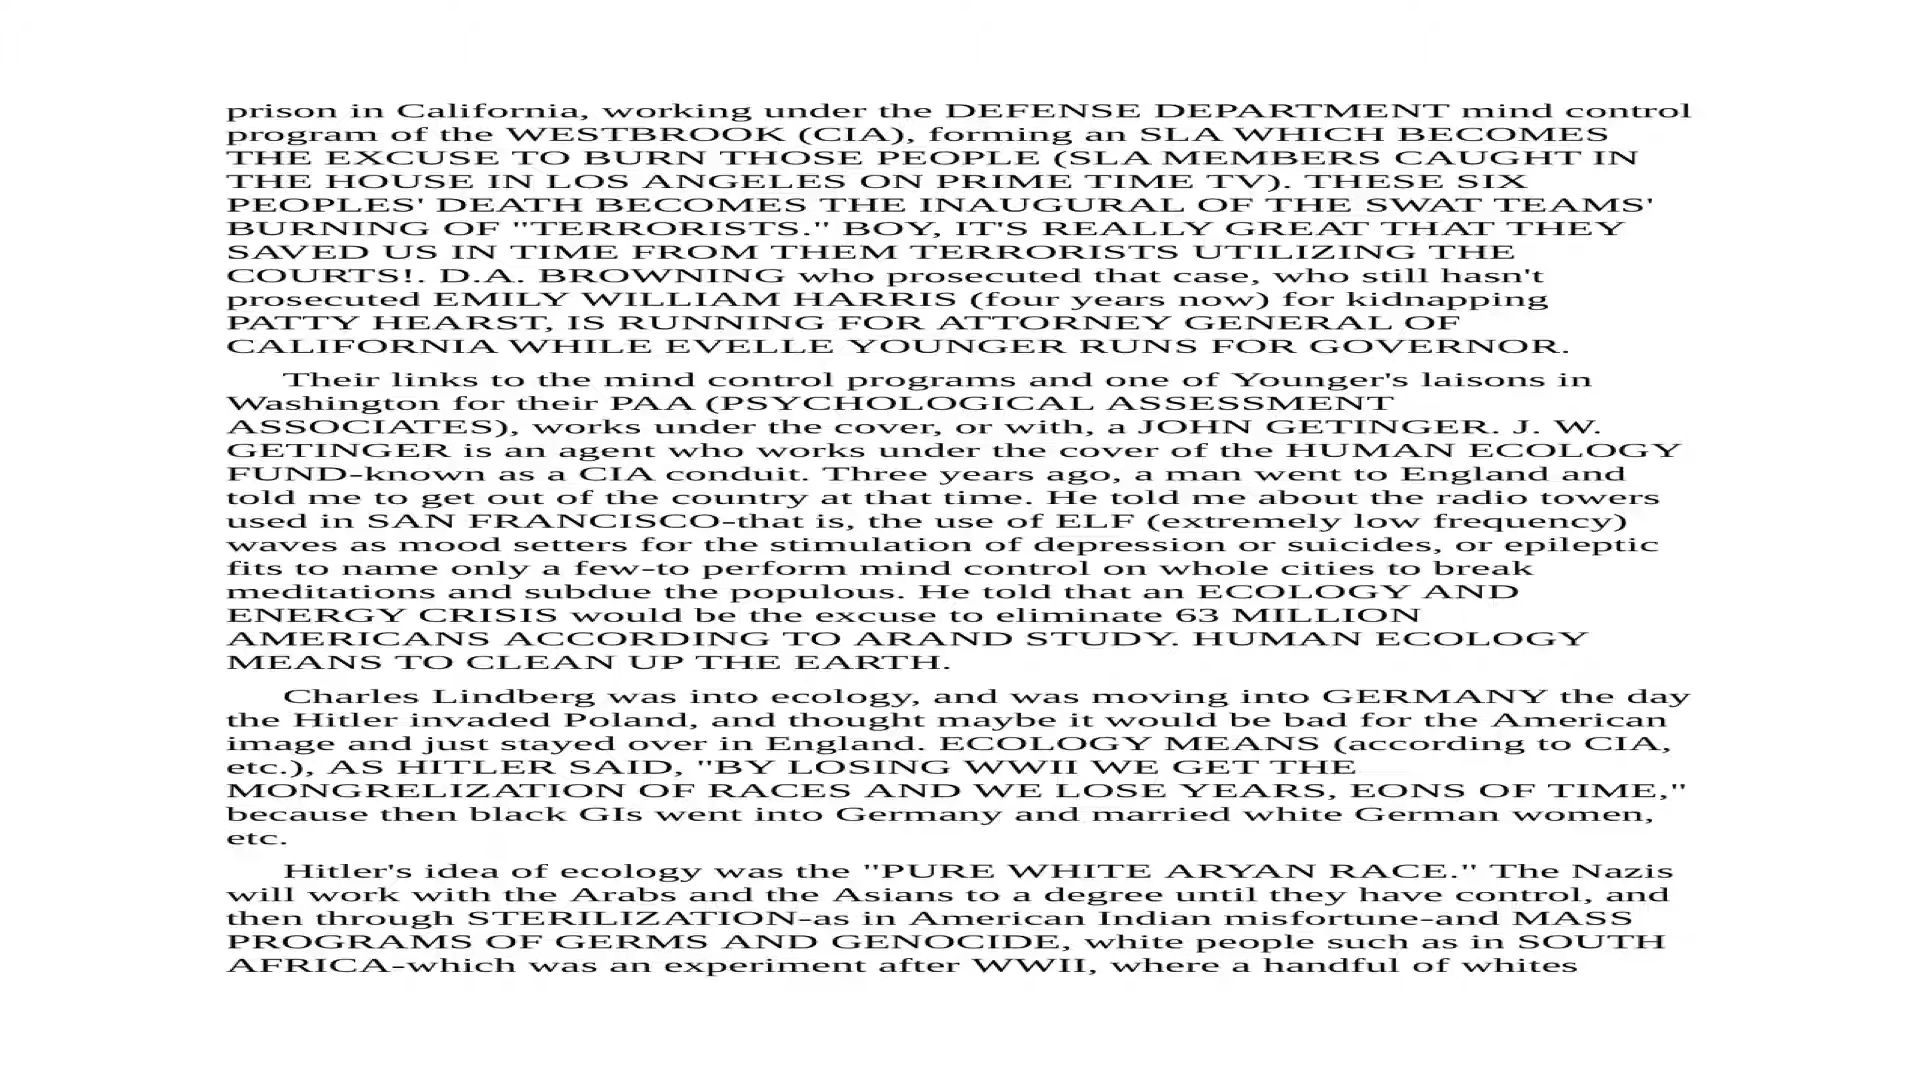 prison in California, working under the DEFENSE DEPARTMENT mind control
program of the WESTBROOK (CIA), forming an SLA WHICH BECOMES
THE EXCUSE TO BURN THOSE PEOPLE (SLA MEMBERS CAUGHT IN
THE HOUSE IN LOS ANGELES ON PRIME TIME TV). THESE SIX
PEOPLES' DEATH BECOMES THE INAUGURAL OF THE SWAT TEAMS'
BURNING OF "TERRORISTS." BOY, IT'S REALLY GREAT THAT THEY
SAVED US IN TIME FROM THEM TERRORISTS UTILIZING THE
COURTS!. D.A. BROWNING who prosecuted that case, who still hasn't
prosecuted EMILY WILLIAM HARRIS (four years now) for kidnapping
PATTY HEARST, IS RUNNING FOR ATTORNEY GENERAL OF
CALIFORNIA WHILE EVELLE YOUNGER RUNS FOR GOVERNOR.
Their links to the mind control programs and one of Younger's laisons in
Washington for their PAA (PSYCHOLOGICAL ASSESSMENT
ASSOCIATES), works under the cover, or with, a JOHN GETINGER. J. W.
GETINGER is an agent who works under the cover of the HUMAN ECOLOGY
FUND-known as a CIA conduit. Three years ago, a man went to England and
told me to get out of the country at that time. He told me about the radio towers
used in SAN FRANCISCO-that is, the use of ELF (extremely low frequency)
waves as mood setters for the stimulation of depression or suicides, or epileptic
fits to name only a few-to perform mind control on whole cities to break
meditations and subdue the populous. He told that an ECOLOGY AND
ENERGY CRISIS would be the excuse to eliminate 63 MILLION
AMERICANS ACCORDING TO ARAND STUDY. HUMAN ECOLOGY
MEANS TO CLEAN UP THE EARTH.
Charles Lindberg was into ecology, and was moving into GERMANY the day
the Hitler invaded Poland, and thought maybe it would be bad for the American
image and just stayed over in England. ECOLOGY MEANS (according to CIA,
etc.), AS HITLER SAID, "BY LOSING WWII WE GET THE
MONGRELIZATION OF RACES AND WE LOSE YEARS, EONS OF TIME,"
because then black GIs went into Germany and married white German women,
etc.
Hitler's idea of ecology was the "PURE WHITE ARYAN RACE." The Nazis
will work with the Arabs and the Asians to a degree until they have control, and
then through STERILIZATION-as in American Indian misfortune-and MASS
PROGRAMS OF GERMS AND GENOCIDE, white people such as in SOUTH
AFRICA-which was an experiment after WWII, where a handful of whites